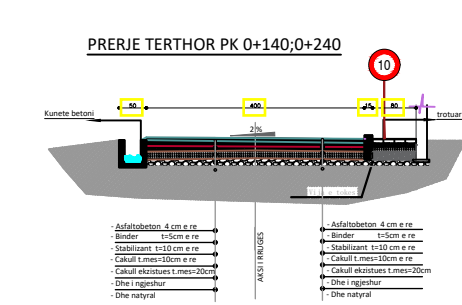 PRERJE TERTHOR PK 0+140;0+240
10
50 400 15 80
Kunete betoni
trotuar
2 %
Vija e tokes
- Asfaltobeton 4 cm e re
- Binder t=5cm e re
- Stabilizant t=10 cm e re
- Cakull t.mes=10cm e re
- Cakull ekzistues t.mes=20cm
- Dhe i ngjeshur
- Dhe natyral
AKSI I RRUGES
- Asfaltobeton 4 cm e re
- Binder t=5cm e re
- Stabilizant t=10 cm e re
- Cakull t.mes=10cm e re
- Cakull ekzistues t.mes=20cm
- Dhe i ngjeshur
- Dhe natyral